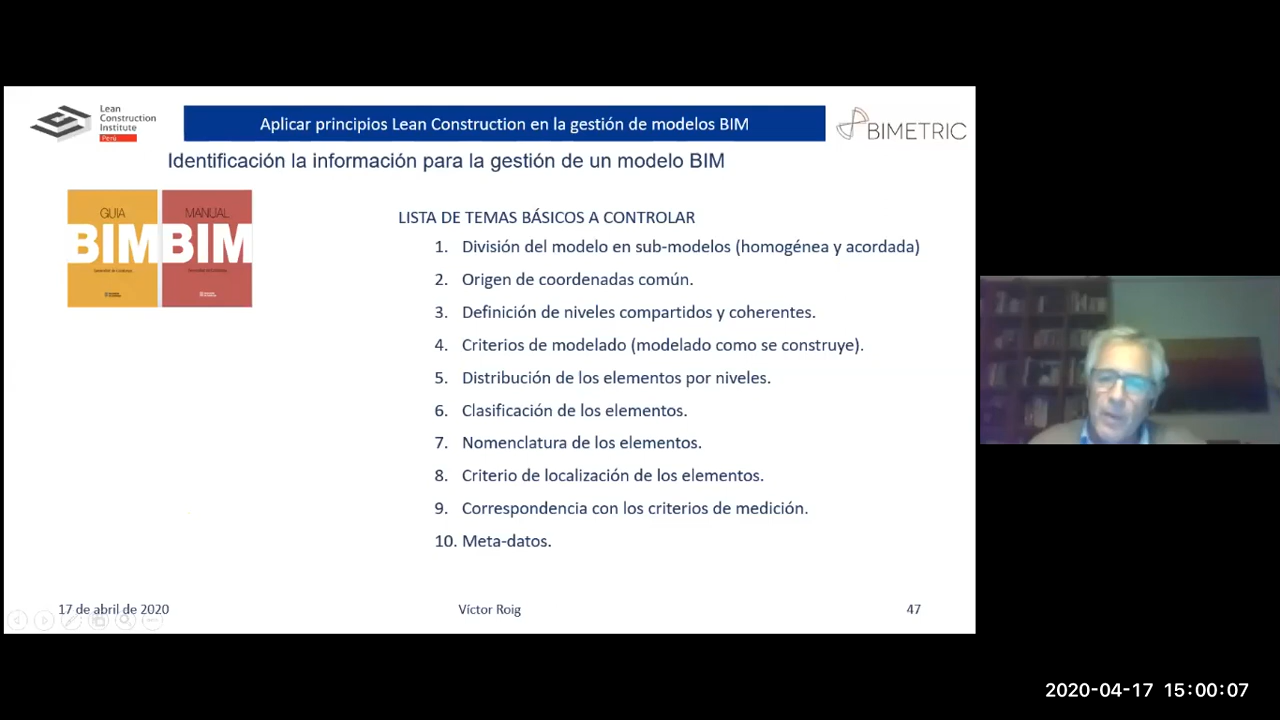 Lean
Construction
Institute
Perú
Aplicar principios Lean Construction en la gestión de modelos BIM
BIMETRIC
Identificación la información para la gestión de un modelo BIM
GUIA
BIM
MANUAL
BIM
LISTA DE TEMAS BÁSICOS A CONTROLAR
1. División del modelo en sub-modelos (homogénea y acordada)
2. Origen de coordenadas común.
3. Definición de niveles compartidos y coherentes.
4. Criterios de modelado (modelado como se construye).
5. Distribución de los elementos por niveles.
6. Clasificación de los elementos.
7. Nomenclatura de los elementos.
8. Criterio de localización de los elementos.
9. Correspondencia con los criterios de medición.
10. Meta-datos.
17 de abril de 2020
Víctor Roig
47
2020-04-17 15:00:07